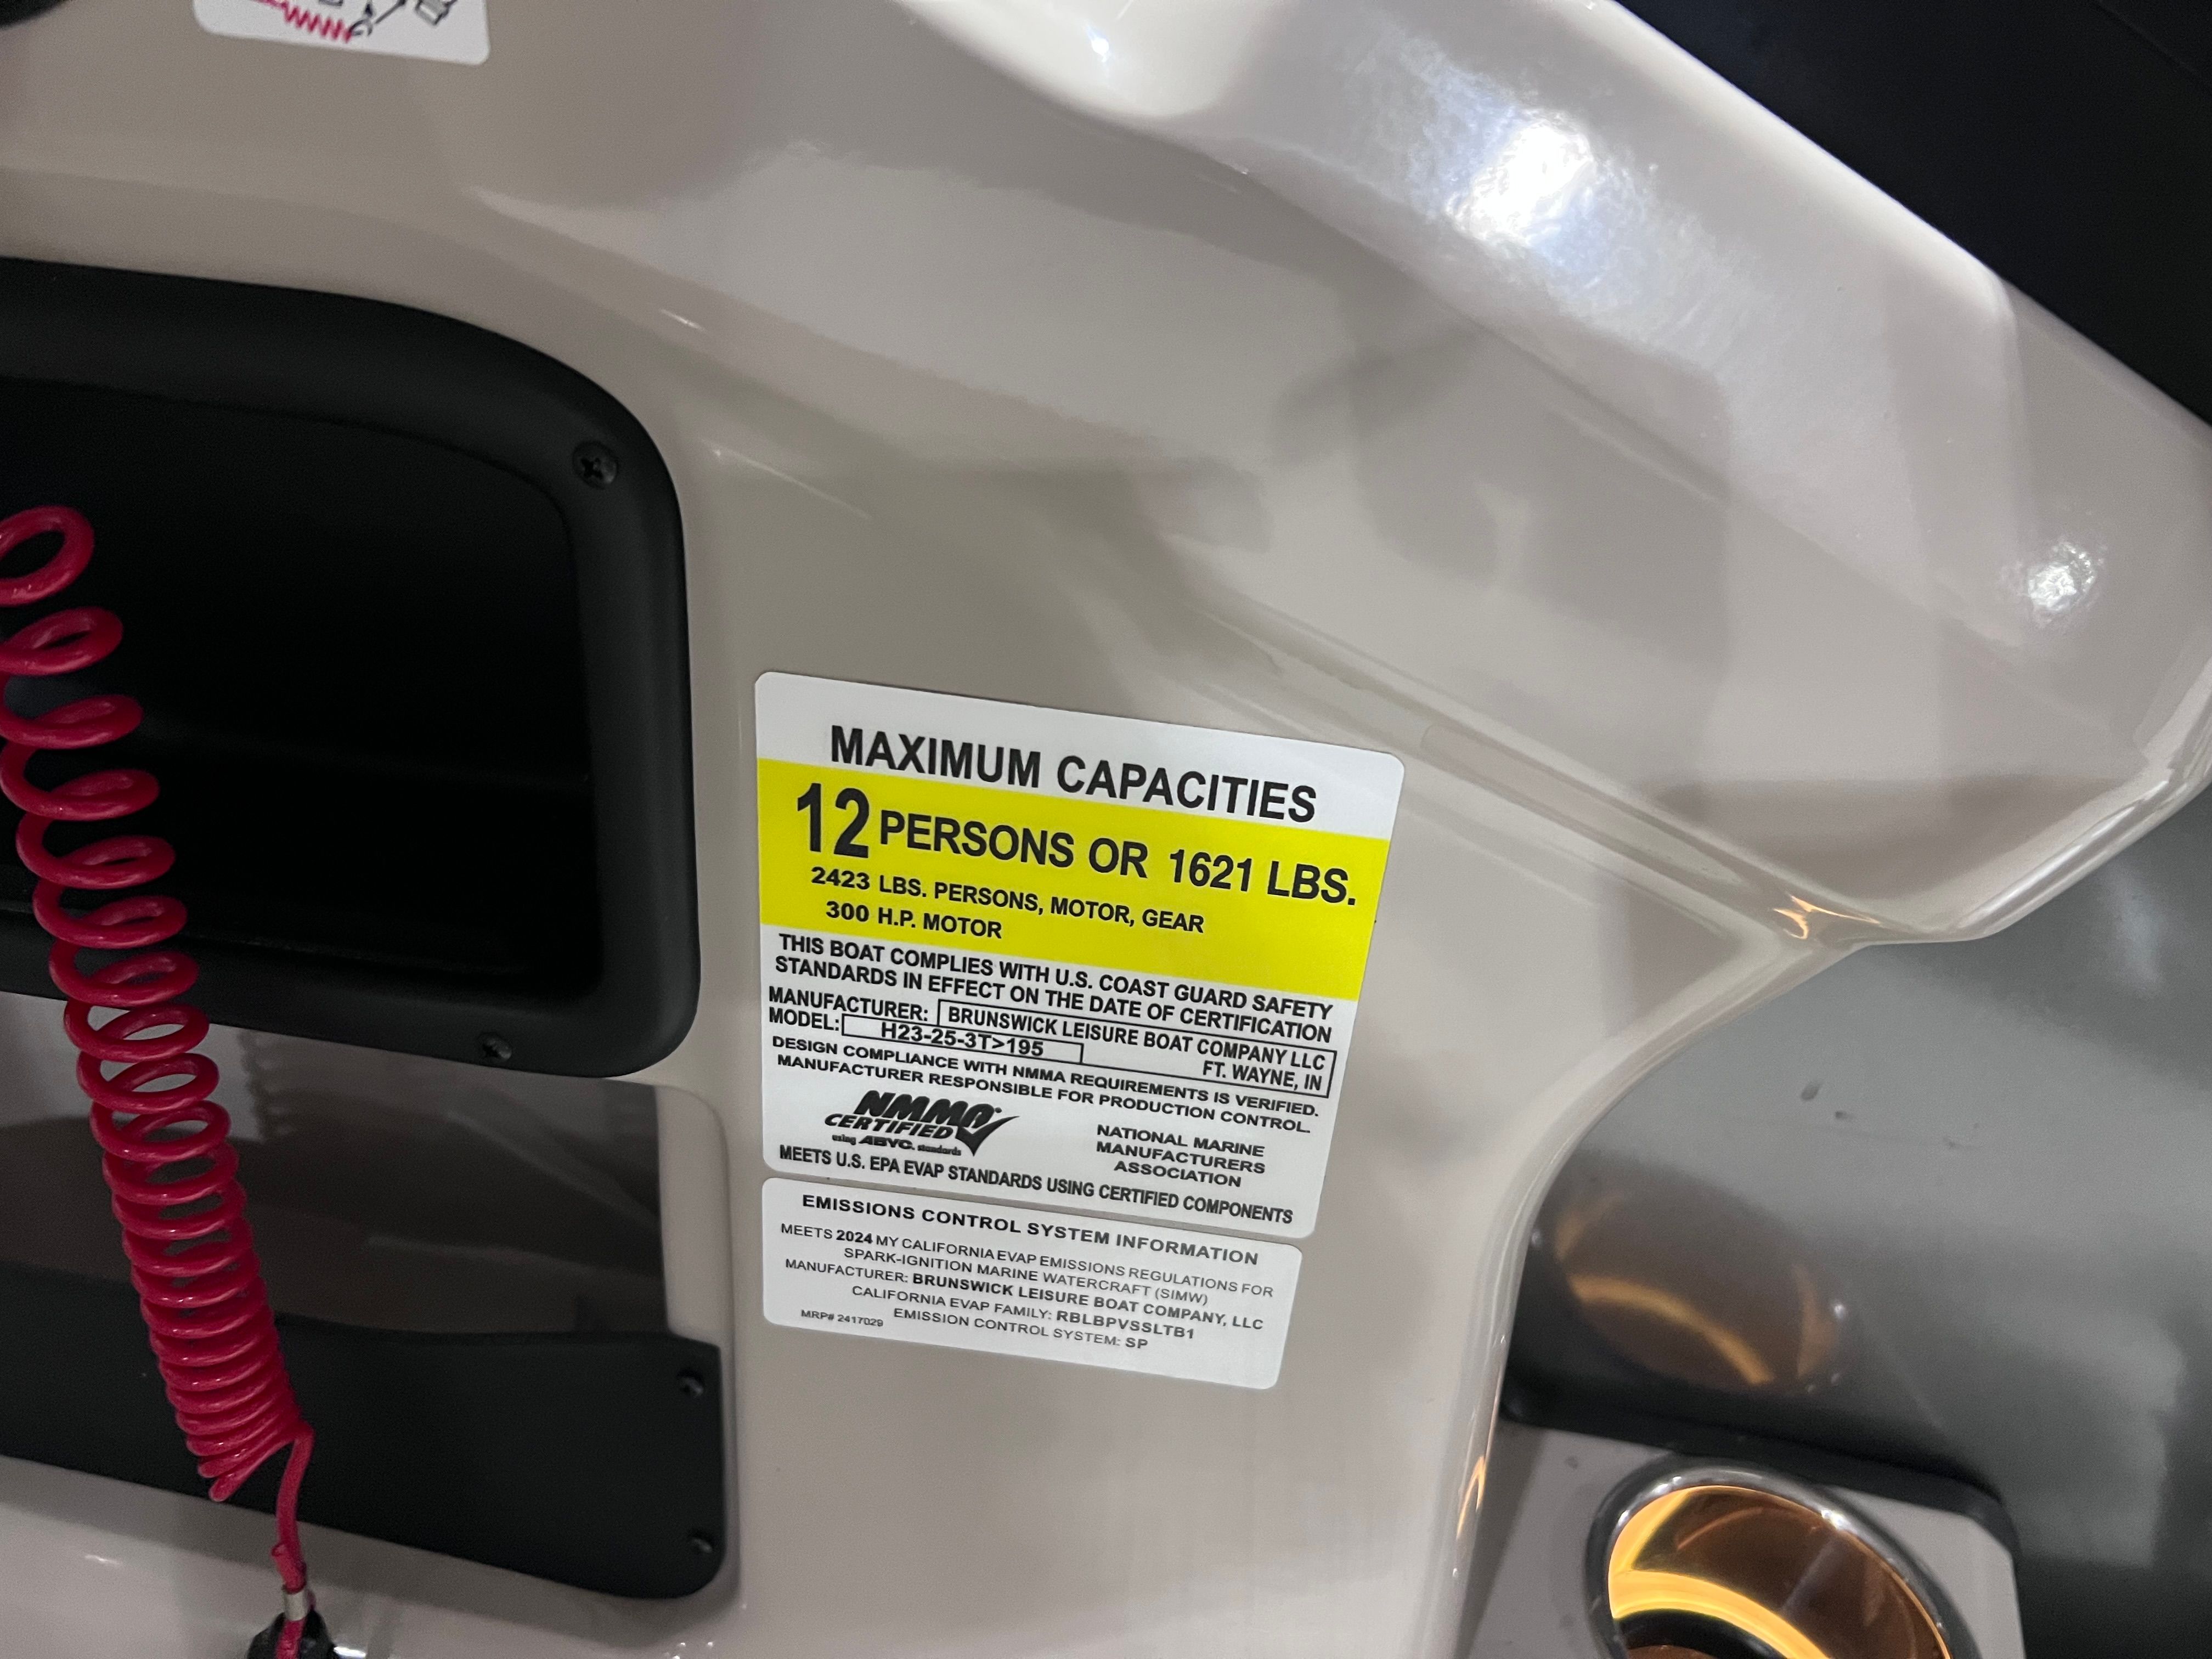 MAXIMUM CAPACITIES
12 PERSONS OR 1621 LBS.
2423 LBS. PERSONS, MOTOR, GEAR
300 H.P. MOTOR
THIS BOAT COMPLIES WITH U.S. COAST GUARD SAFETY
STANDARDS IN EFFECT ON THE DATE OF CERTIFICATION
MANUFACTURER: BRUNSWICK LEISURE BOAT COMPANY LLC
FT. WAYNE, IN
MODEL: H23-25-3T>195
DESIGN COMPLIANCE WITH NMMA REQUIREMENTS IS VERIFIED.
MANUFACTURER RESPONSIBLE FOR PRODUCTION CONTROL.
NMMA
CERTIFIED
using ABYC. standards
NATIONAL MARINE
MANUFACTURERS
ASSOCIATION
MEETS U.S. EPA EVAP STANDARDS USING CERTIFIED COMPONENTS
EMISSIONS CONTROL SYSTEM INFORMATION
MEETS 2024 MY CALIFORNIA EVAP EMISSIONS REGULATIONS FOR
SPARK-IGNITION MARINE WATERCRAFT (SIMW)
MANUFACTURER: BRUNSWICK LEISURE BOAT COMPANY, LLC
CALIFORNIA EVAP FAMILY: RBLBPVSSLTB1
MRP# 2417029 EMISSION CONTROL SYSTEM: SP